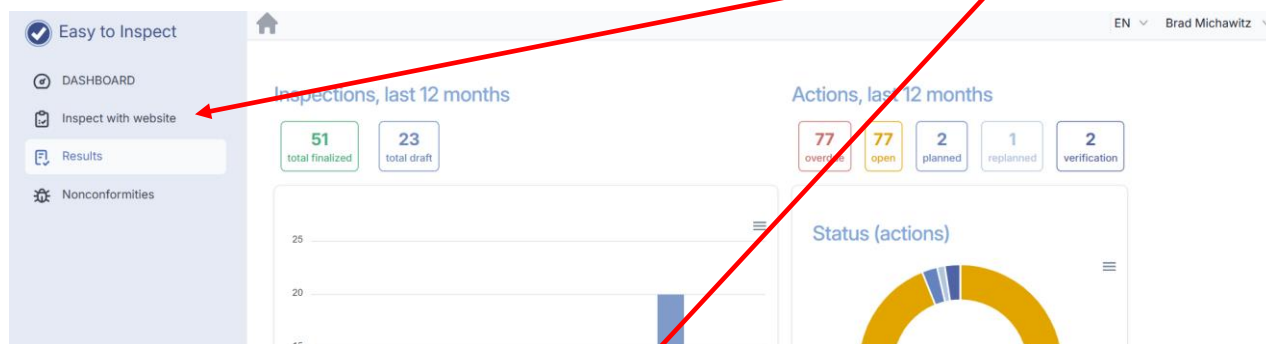 Easy to Inspect
EN
Brad Michawitz
DASHBOARD
Inspect with website
Results
Nonconformities
Inspections, last 12 months
51
total finalized
23
total draft
25
20
Actions, last 12 months
77
overdue
77
open
2
planned
1
replanned
2
verification
Status (actions)